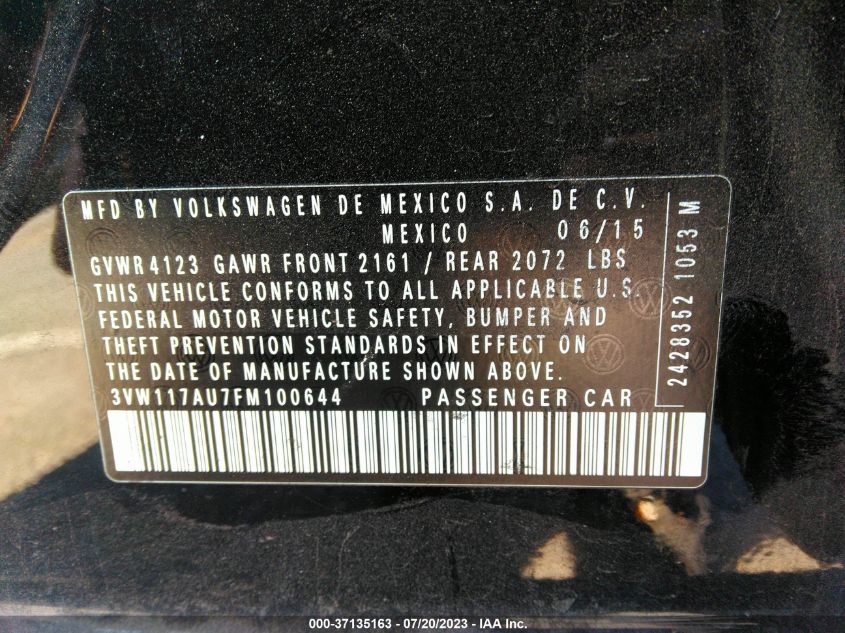 MFD BY VOLKSWAGEN DE MEXICO S.A. DE C.V.
MEXICO 06/15
GVWR 4123 GAWR FRONT 2161 / REAR 2072 LBS
THIS VEHICLE CONFORMS TO ALL APPLICABLE U.S.
FEDERAL MOTOR VEHICLE SAFETY, BUMPER AND
THEFT PREVENTION STANDARDS IN EFFECT ON
THE DATE OF MANUFACTURE SHOWN ABOVE.
3VW117AU7FM100644 PASSENGER CAR
2428352 1053 M
000-37135163 - 07/20/2023 - IAA Inc.